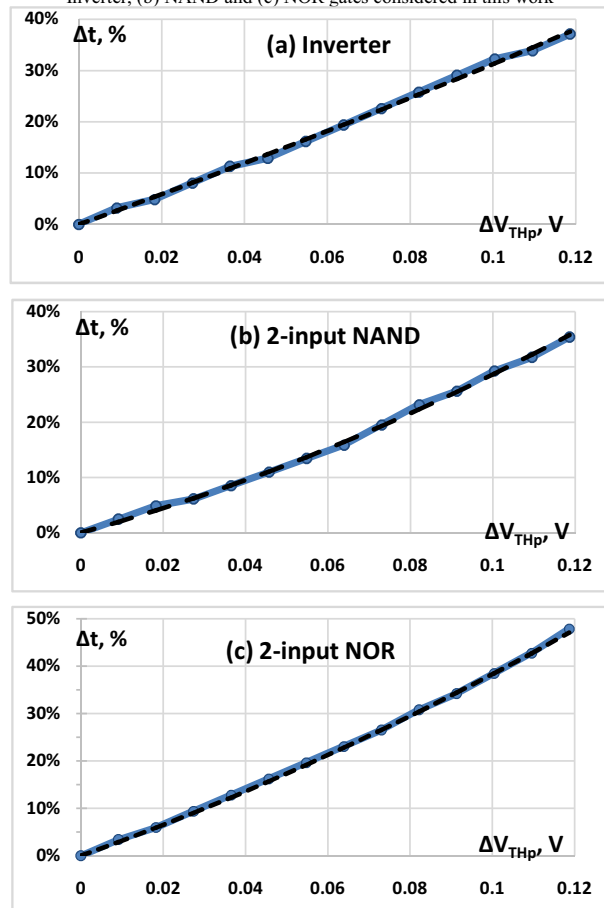 Inverter, (b) NAND and (c) NOR gates considered in this work
Δt, %
(a) Inverter
40%
30%
20%
10%
0%
ΔVTHp, V
0 0.02 0.04 0.06 0.08 0.1 0.12
40%
Δt, %
(b) 2-input NAND
30%
20%
10%
0%
ΔVTHp, V
0 0.02 0.04 0.06 0.08 0.1 0.12
50%
Δt, %
(c) 2-input NOR
40%
30%
20%
10%
0%
ΔVTHp, V
0 0.02 0.04 0.06 0.08 0.1 0.12